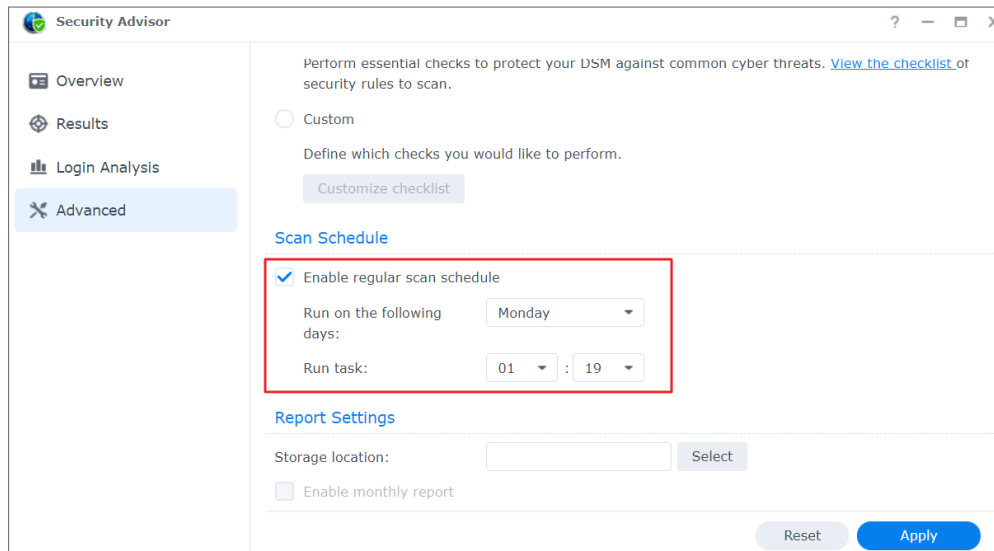 Security Advisor
?
Overview
Results
Login Analysis
Advanced
Perform essential checks to protect your DSM against common cyber threats. View the checklist of
security rules to scan.
Custom
Define which checks you would like to perform.
Customize checklist
Scan Schedule
Enable regular scan schedule
Run on the following
days:
Monday
Run task:
01 : 19
Report Settings
Storage location:
Select
Enable monthly report
Reset
Apply